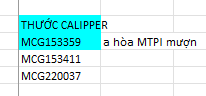 THƯỚC CALIPPER
MCG153359 a hòa MTPI mượn
MCG153411
MCG220037